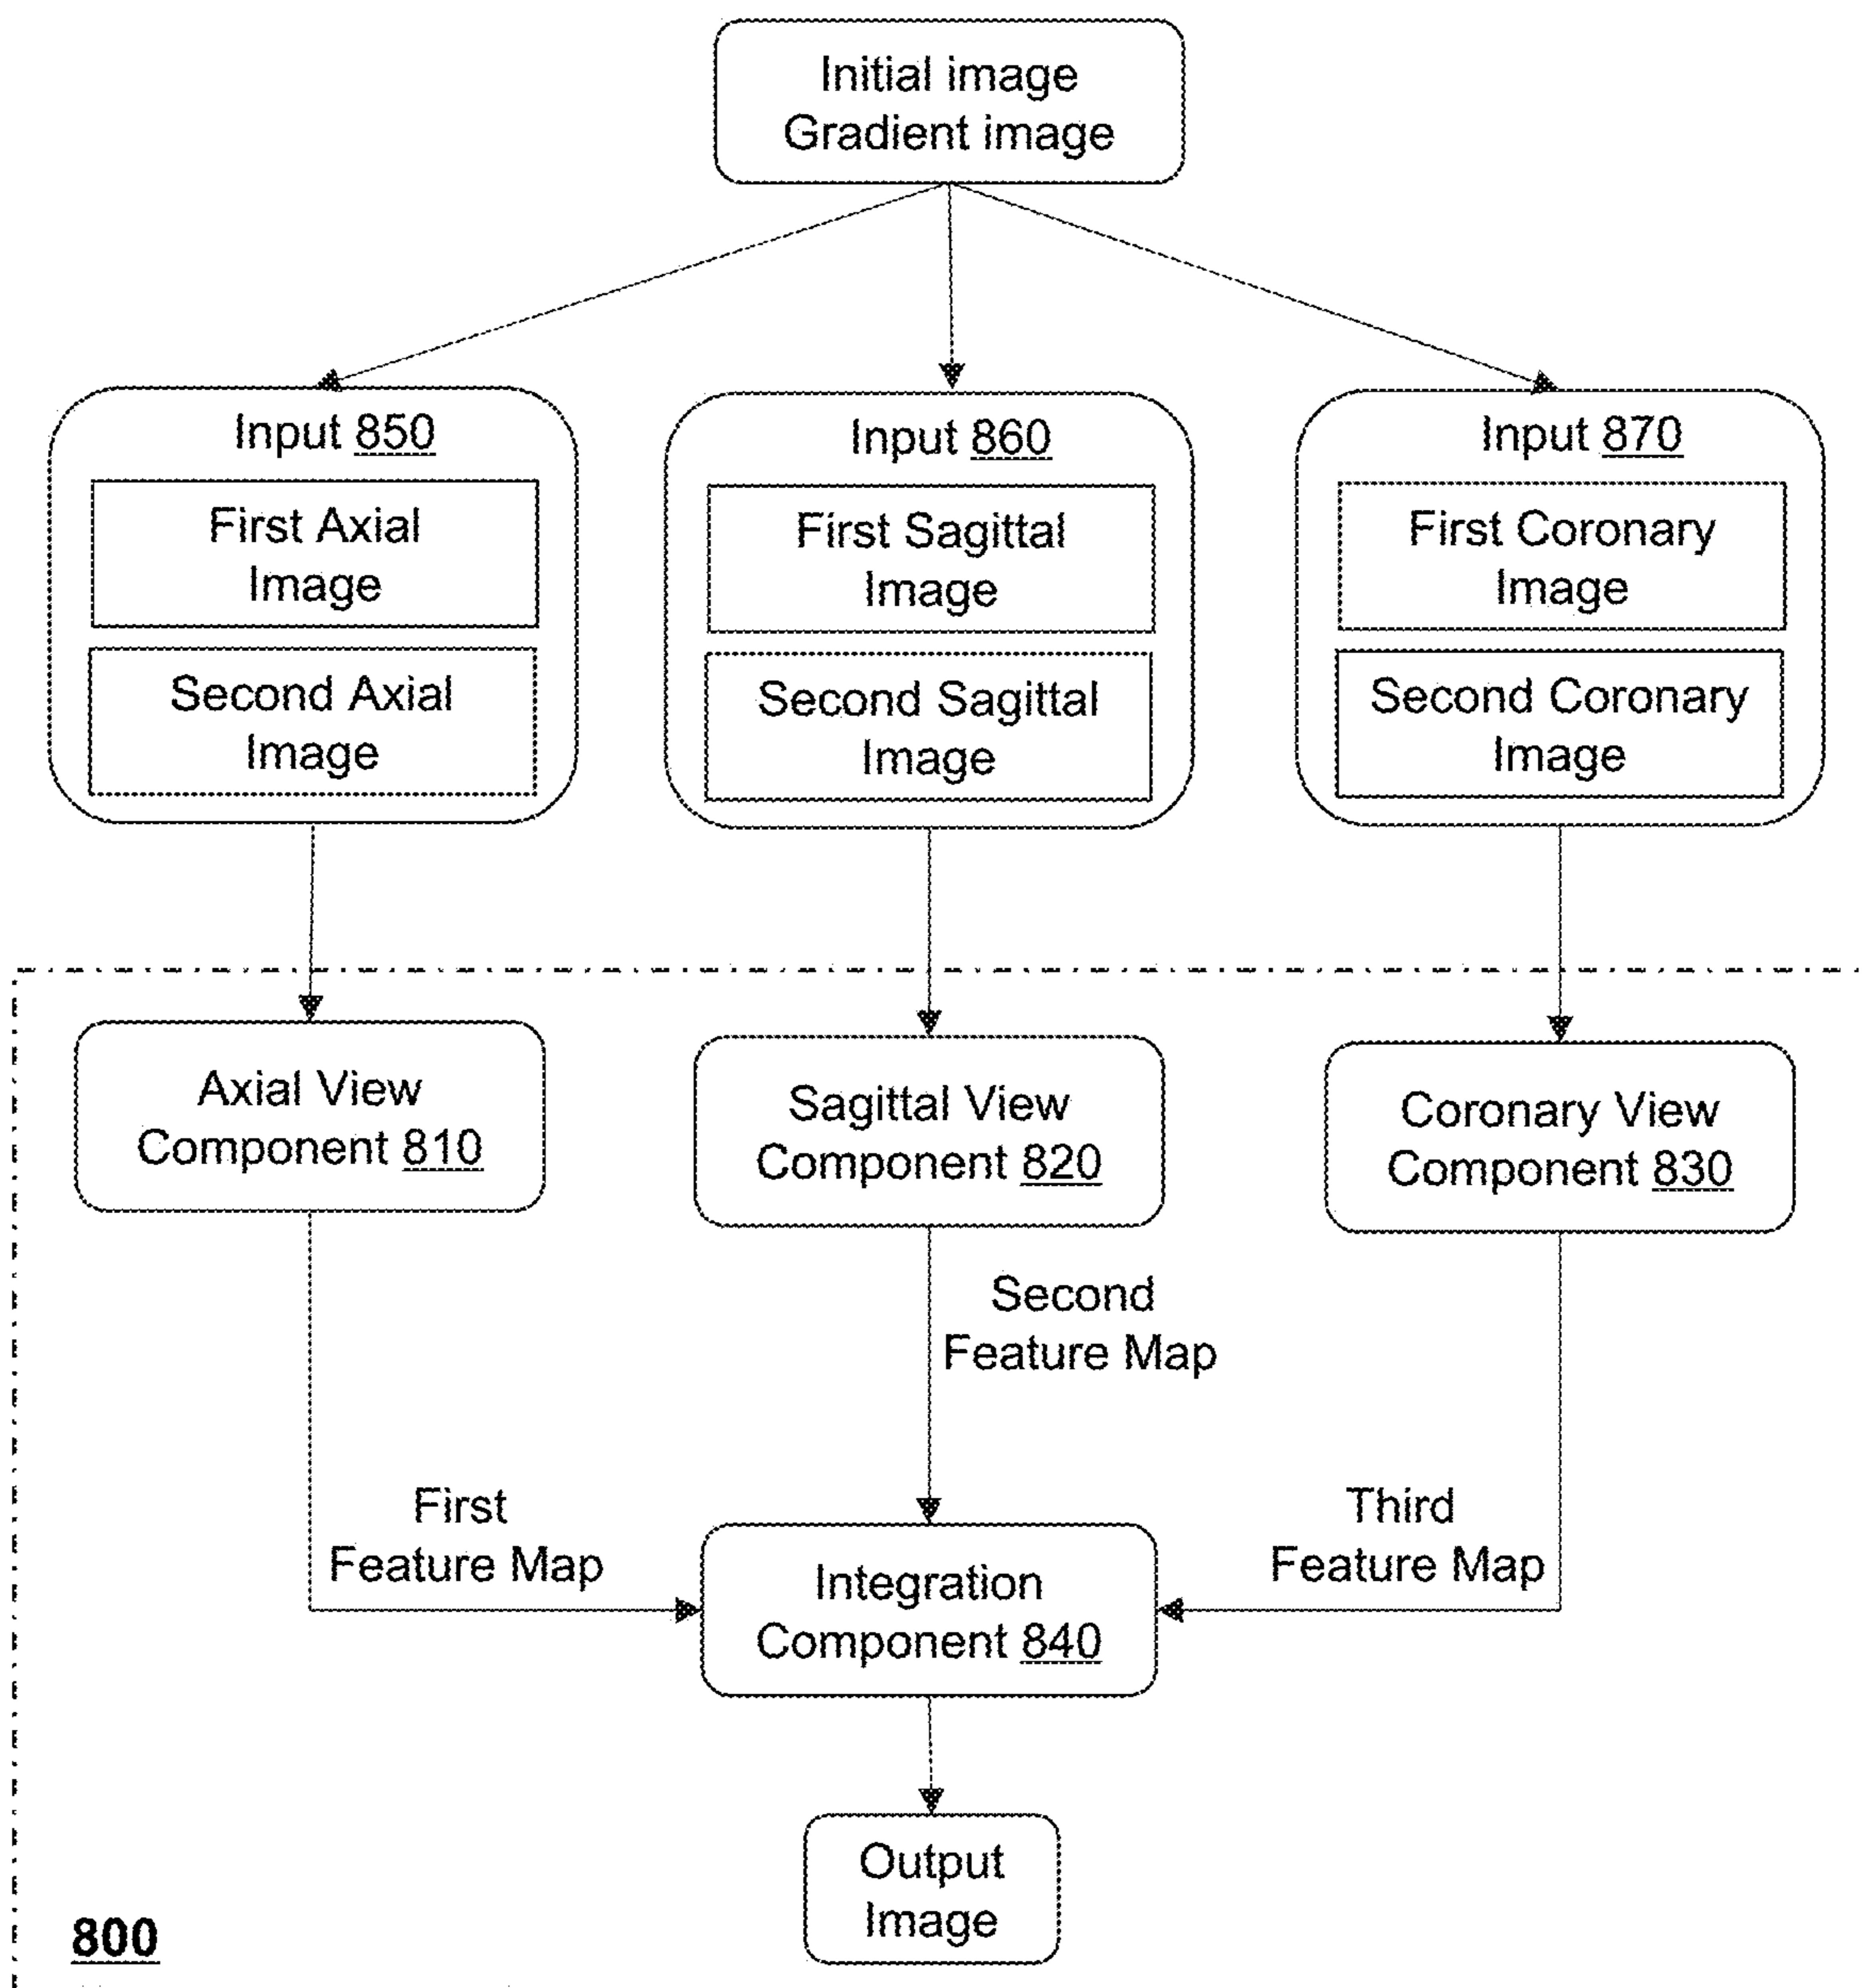 Initial image
Gradient image
Input 850
First Axial
Image
Second Axial
Image
Input 860
First Sagittal
Image
Second Sagittal
Image
Input 870
First Coronary
Image
Second Coronary
Image
Axial View
Component 810
Sagittal View
Component 820
Coronary View
Component 830
Second
Feature Map
First
Feature Map
Third
Feature Map
Integration
Component 840
Output
Image
800